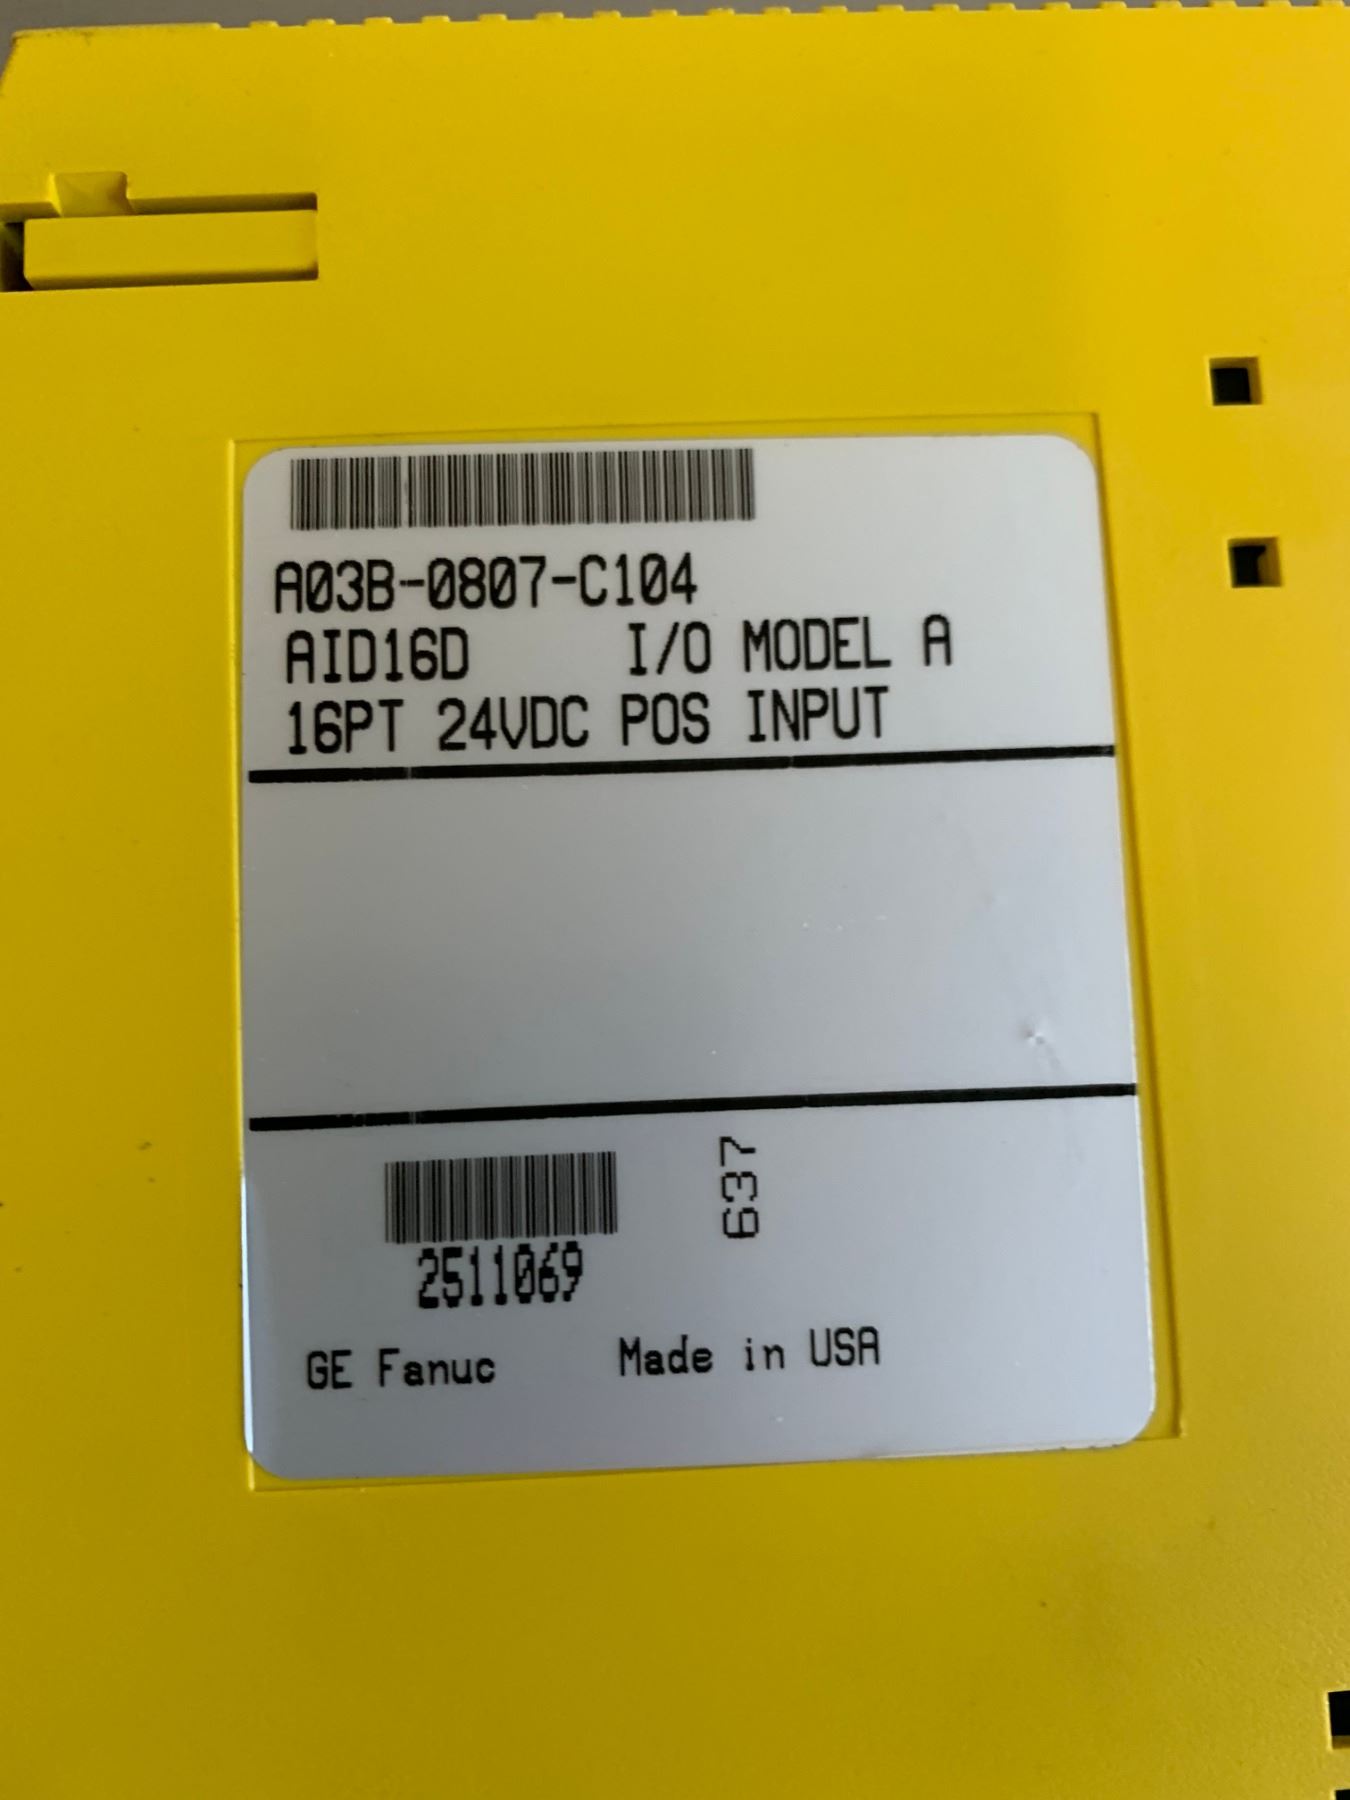 A03B-0807-C104
AID16D I/O MODEL A
16PT 24VDC POS INPUT
637
2511069
GE Fanuc Made in USA